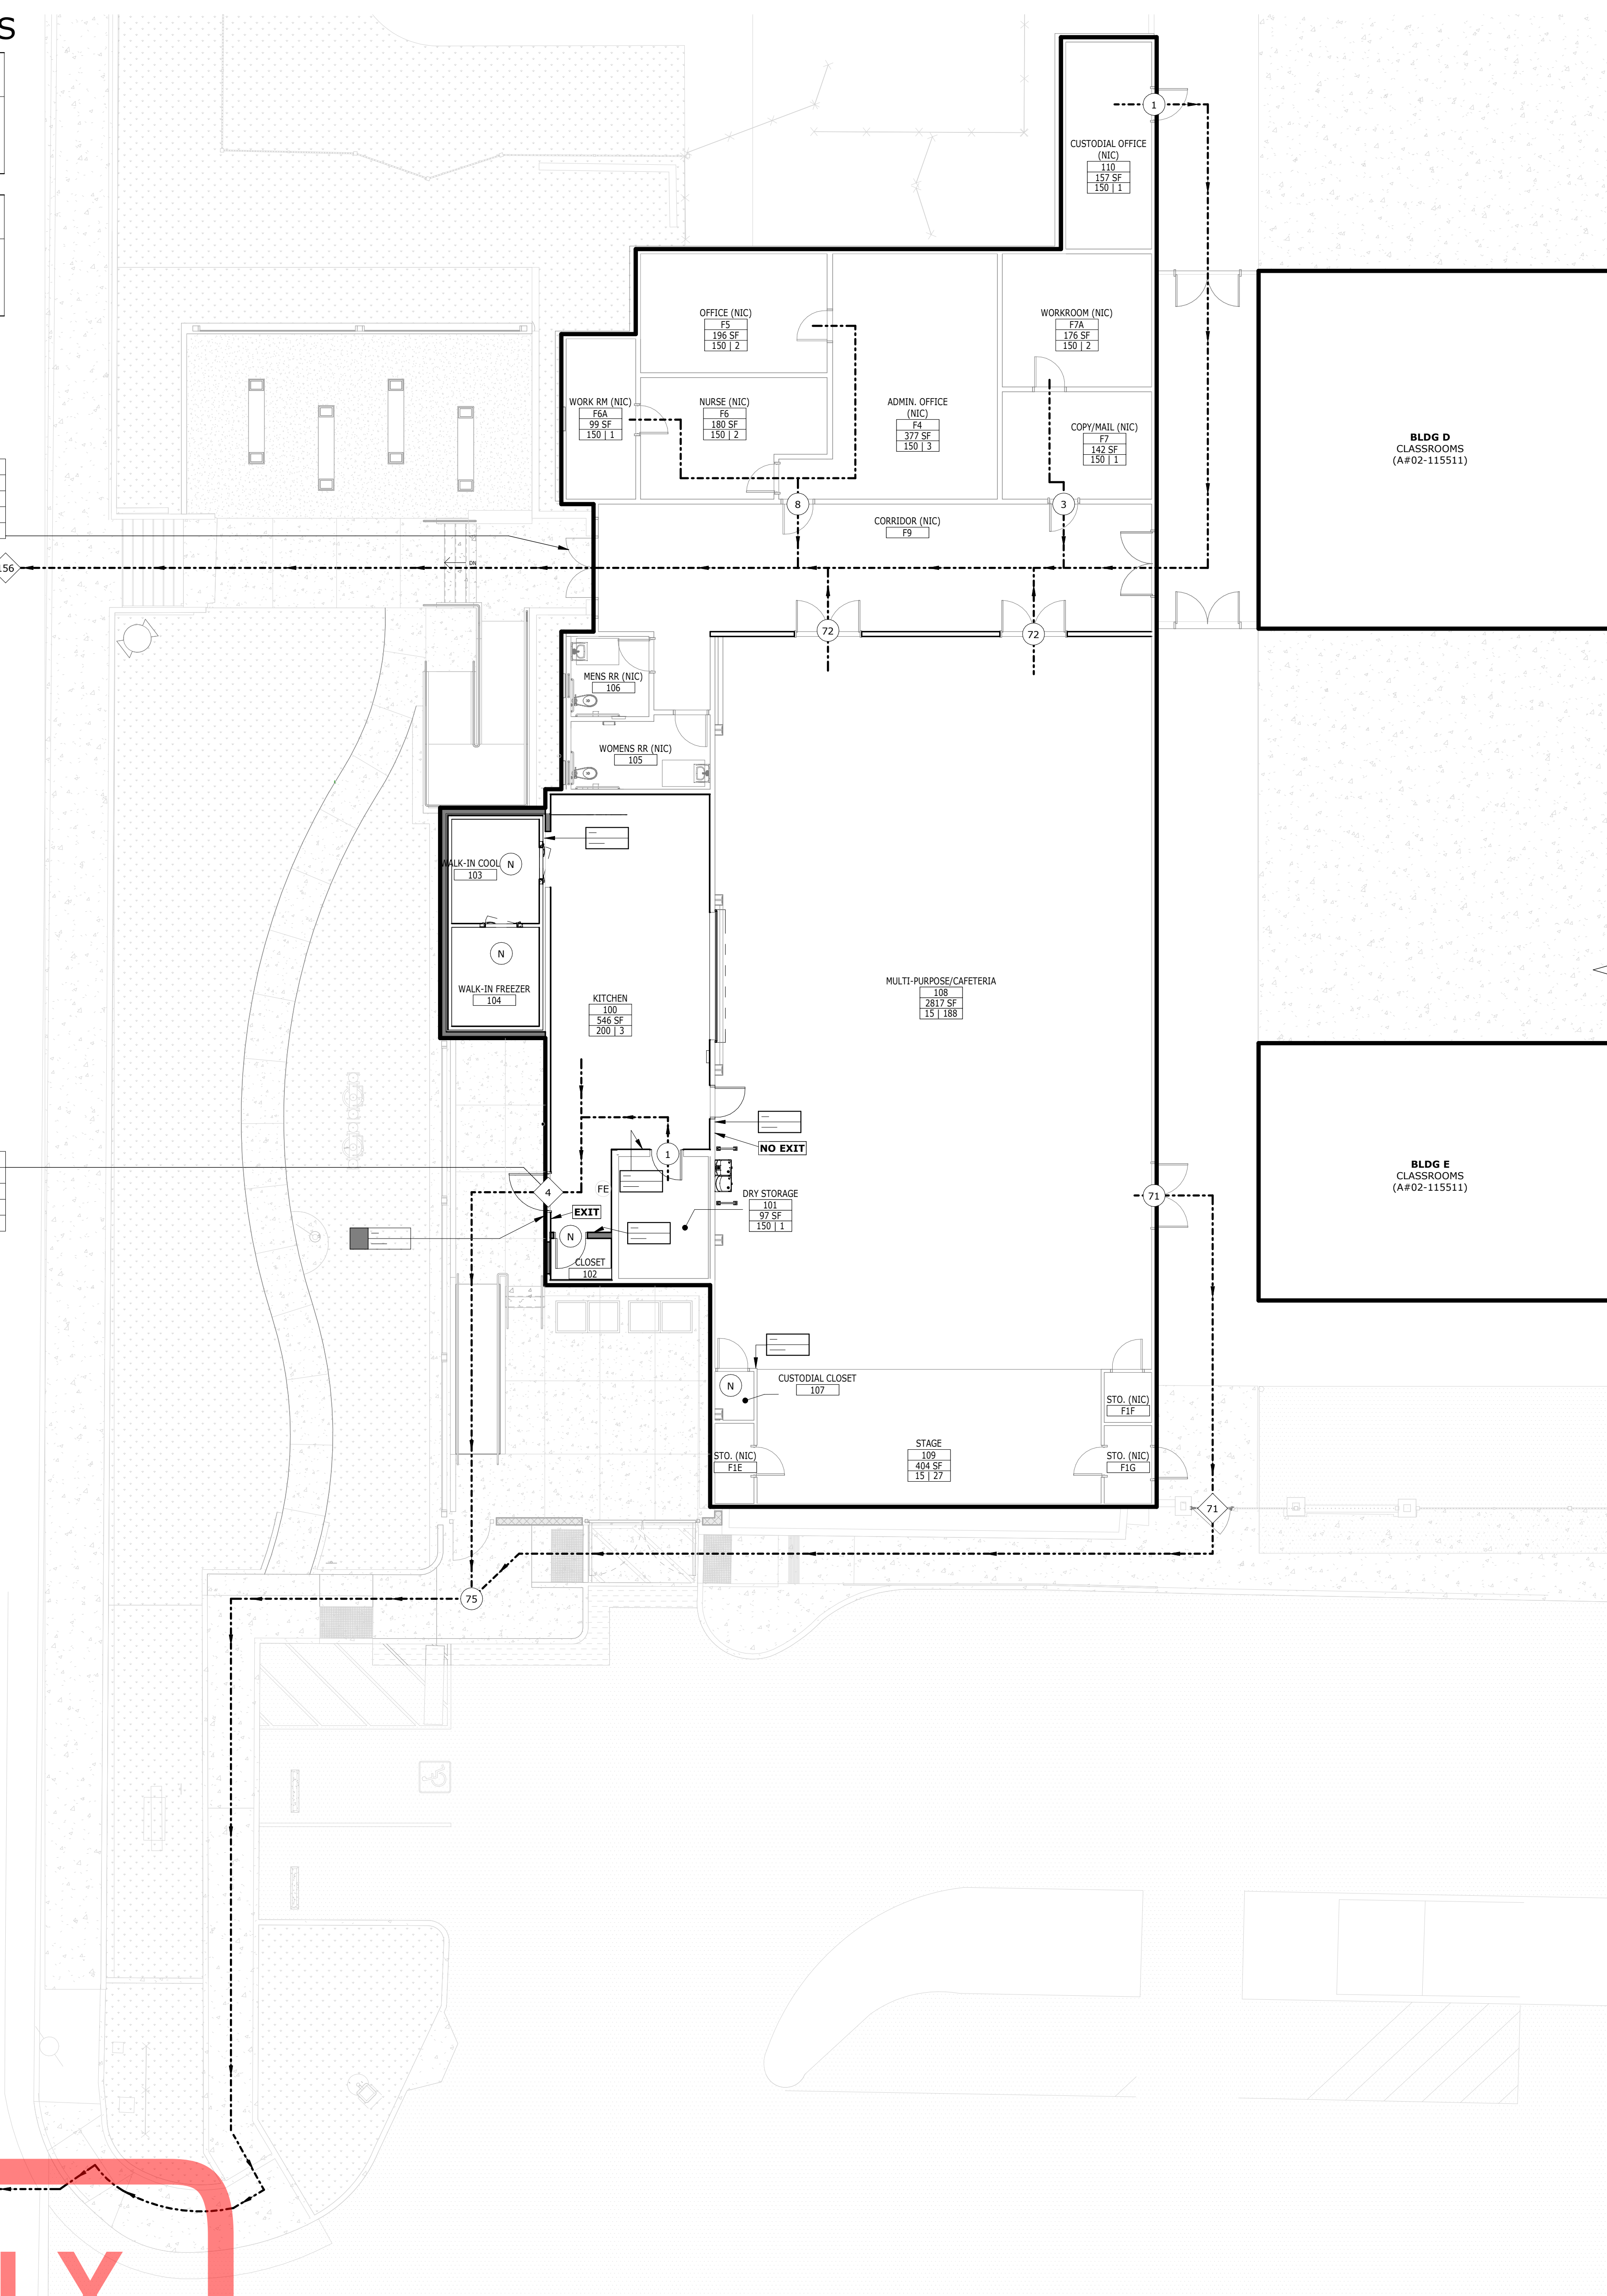 S
1
CUSTODIAL OFFICE
(NIC)
110
157 SF
150 | 1
OFFICE (NIC)
F5
196 SF
150 | 2
WORKROOM (NIC)
F7A
176 SF
150 | 2
WORK RM (NIC)
F6A
99 SF
150 | 1
NURSE (NIC)
F6
180 SF
150 | 2
ADMIN. OFFICE
(NIC)
F4
377 SF
150 | 3
COPY/MAIL (NIC)
F7
142 SF
150 | 1
BLDG D
CLASSROOMS
(A#02-115511)
8
3
CORRIDOR (NIC)
F9
DN
156
72
72
MENS RR (NIC)
106
WOMENS RR (NIC)
105
WALK-IN COOL
103
N
N
WALK-IN FREEZER
104
KITCHEN
100
546 SF
200 | 3
MULTI-PURPOSE/CAFETERIA
108
2817 SF
15 | 188
NO EXIT
1
4
FE
EXIT
N
CLOSET
102
DRY STORAGE
101
97 SF
150 | 1
71
BLDG E
CLASSROOMS
(A#02-115511)
N
CUSTODIAL CLOSET
107
STO. (NIC)
F1F
STO. (NIC)
F1E
STAGE
109
404 SF
15 | 27
STO. (NIC)
F1G
71
75
LY